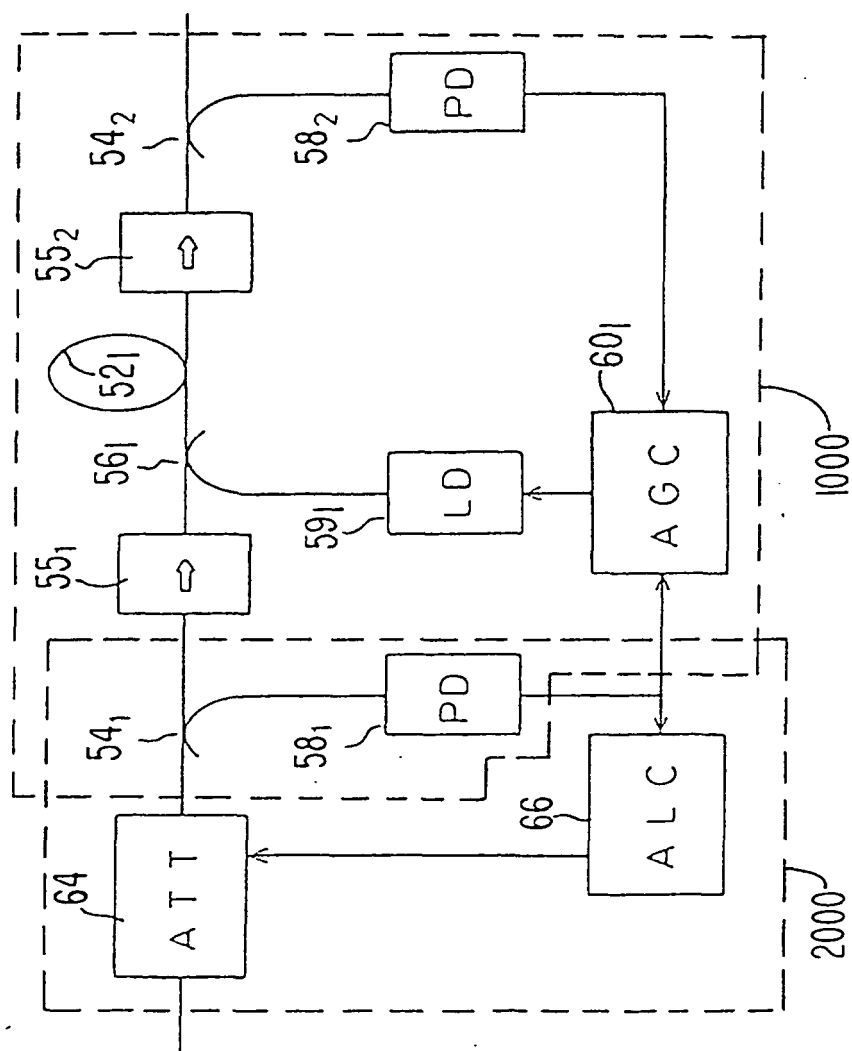 64
ATT
54₁
55₁
56₁
52₁
55₂
54₂
58₁
PD
59₁
LD
58₂
PD
66
ALC
60₁
AGC
2000
1000